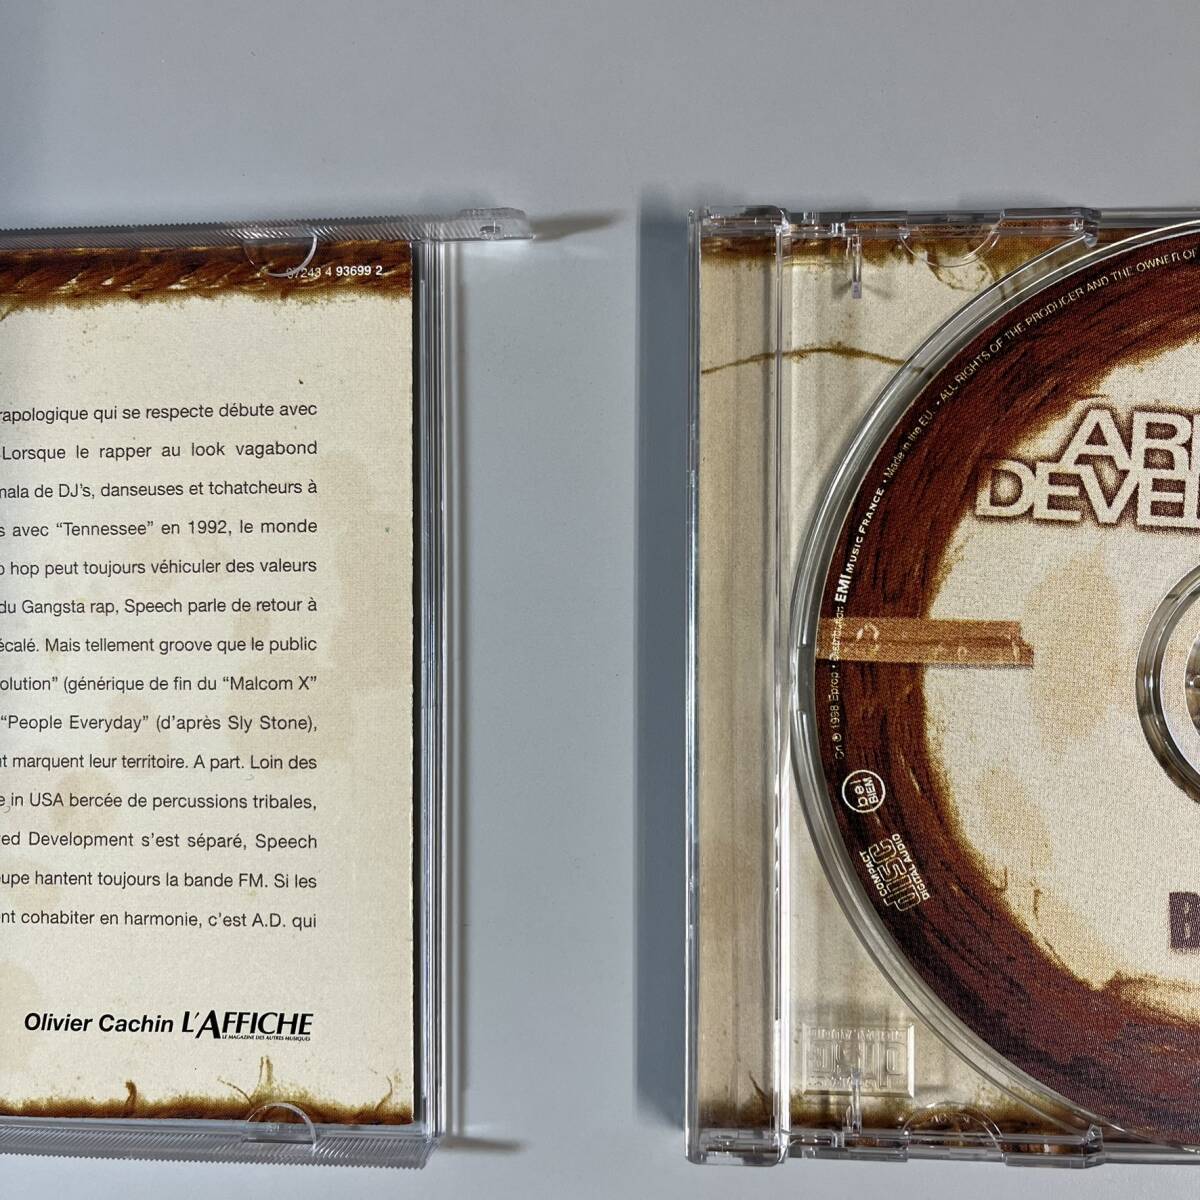 07243 4 93699 2
rapologique qui se respecte débute avec
Lorsque le rapper au look vagabond
mala de DJ's, danseuses et tchatcheurs à
s avec “Tennessee” en 1992, le monde
p hop peut toujours véhiculer des valeurs
du Gangsta rap, Speech parle de retour à
écalé. Mais tellement groove que le public
olution” (générique de fin du “Malcom X”
“People Everyday” (d'après Sly Stone),
nt marquent leur territoire. A part. Loin des
e in USA bercée de percussions tribales,
ed Development s'est séparé, Speech
oupe hantent toujours la bande FM. Si les
ent cohabiter en harmonie, c'est A.D. qui
Olivier Cachin L'AFFICHE
LE MAGAZINE DES AUTRES MUSIQUES
℗ 1998 Eprop • Distribution EMI MUSIC FRANCE • Made in the EU. • ALL RIGHTS OF THE PRODUCER AND THE OWNER OF
DEVEL
bel
BIEM
COMPACT
disc
DIGITAL AUDIO
B